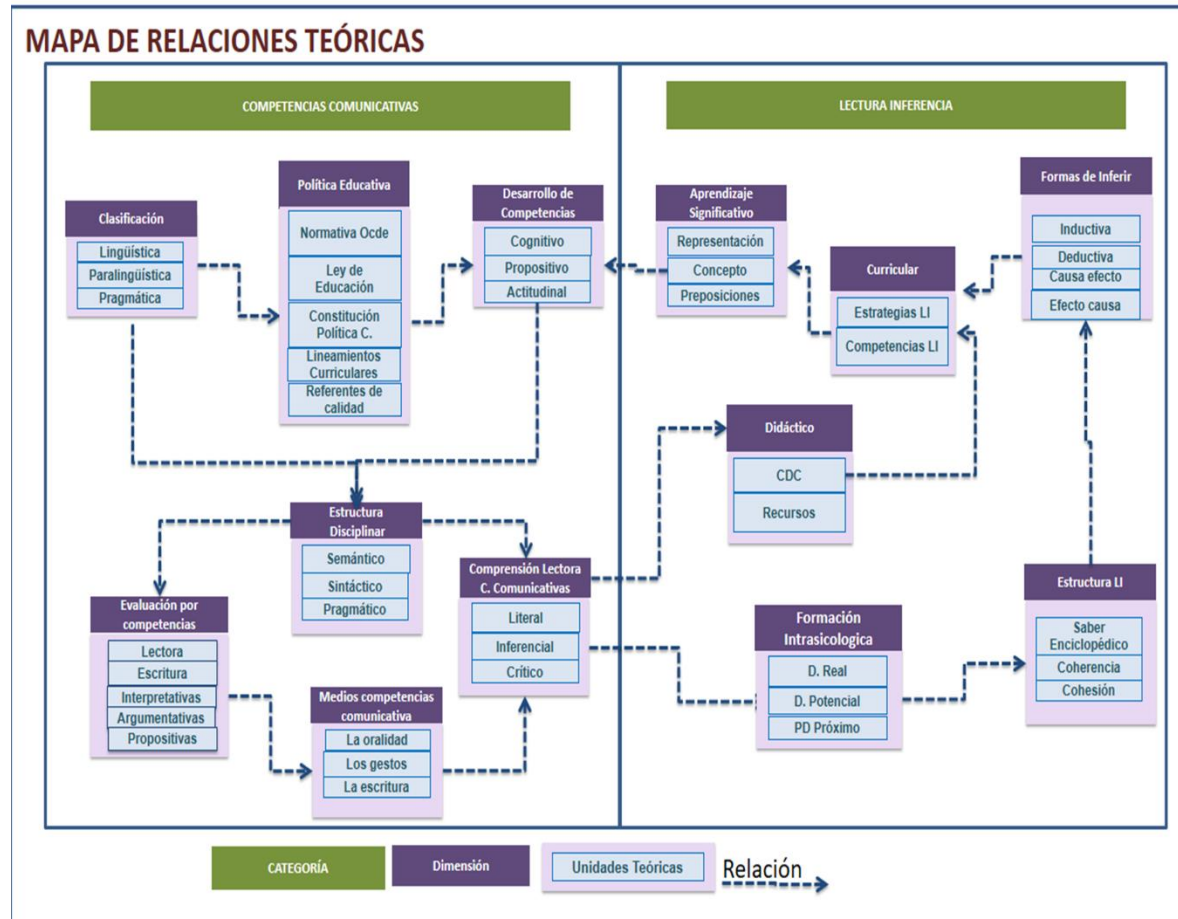 MAPA DE RELACIONES TEÓRICAS
COMPETENCIAS COMUNICATIVAS
Clasificación
Lingüística
Paralingüística
Pragmática
Política Educativa
Normativa Ocde
Ley de
Educación
Constitución
Política C.
Lineamientos
Curriculares
Referentes de
calidad
Desarrollo de
Competencias
Cognitivo
Propositivo
Actitudinal
Estructura
Disciplinar
Semántico
Sintáctico
Pragmático
Evaluación por
competencias
Lectora
Escritura
Interpretativas
Argumentativas
Propositivas
Medios competencias
comunicativa
La oralidad
Los gestos
La escritura
Comprensión Lectora
C. Comunicativas
Literal
Inferencial
Crítico
LECTURA INFERENCIA
Aprendizaje
Significativo
Representación
Concepto
Preposiciones
Curricular
Estrategias LI
Competencias LI
Formas de Inferir
Inductiva
Deductiva
Causa efecto
Efecto causa
Didáctico
CDC
Recursos
Formación
Intrasicologica
D. Real
D. Potencial
PD Próximo
Estructura LI
Saber
Enciclopédico
Coherencia
Cohesión
CATEGORÍA
Dimensión
Unidades Teóricas
Relación